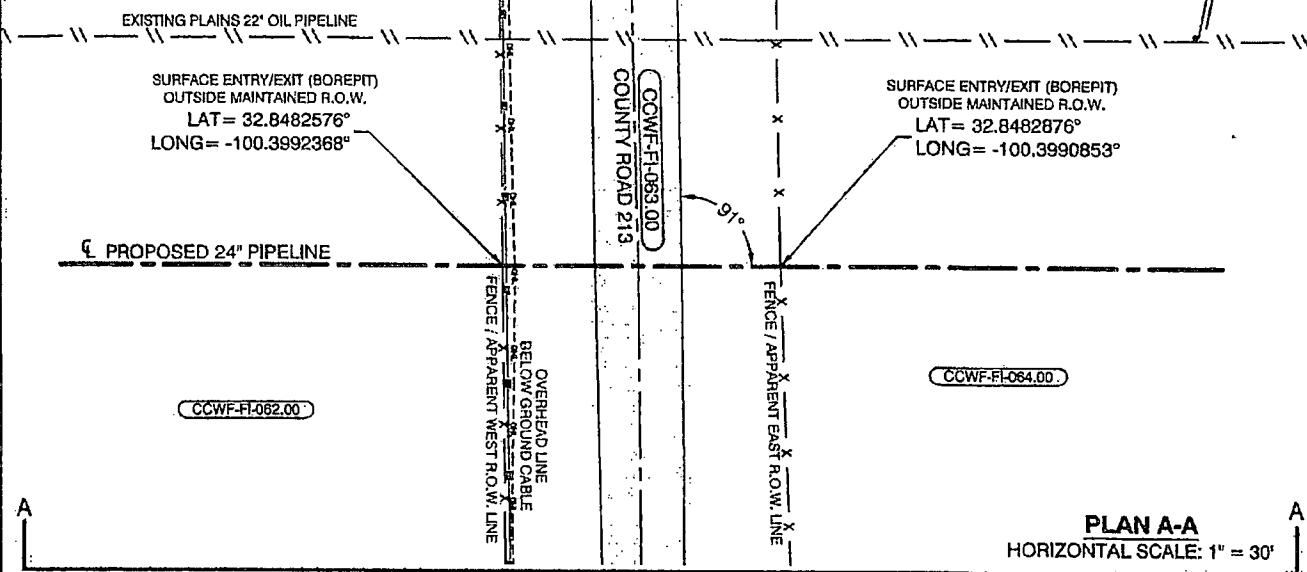 EXISTING PLAINS 22" OIL PIPELINE
SURFACE ENTRY/EXIT (BOREPIT)
OUTSIDE MAINTAINED R.O.W.
LAT= 32.8482576°
LONG= -100.3992368°
SURFACE ENTRY/EXIT (BOREPIT)
OUTSIDE MAINTAINED R.O.W.
LAT= 32.8482876°
LONG= -100.3990853°
CCWF-FI-063.00
COUNTY ROAD 213
91°
℄ PROPOSED 24" PIPELINE
FENCE / APPARENT WEST R.O.W. LINE
OVERHEAD LINE
BELOW GROUND CABLE
FENCE / APPARENT EAST R.O.W. LINE
CCWF-FI-062.00
CCWF-FI-064.00
A
A
PLAN A-A
HORIZONTAL SCALE: 1" = 30'